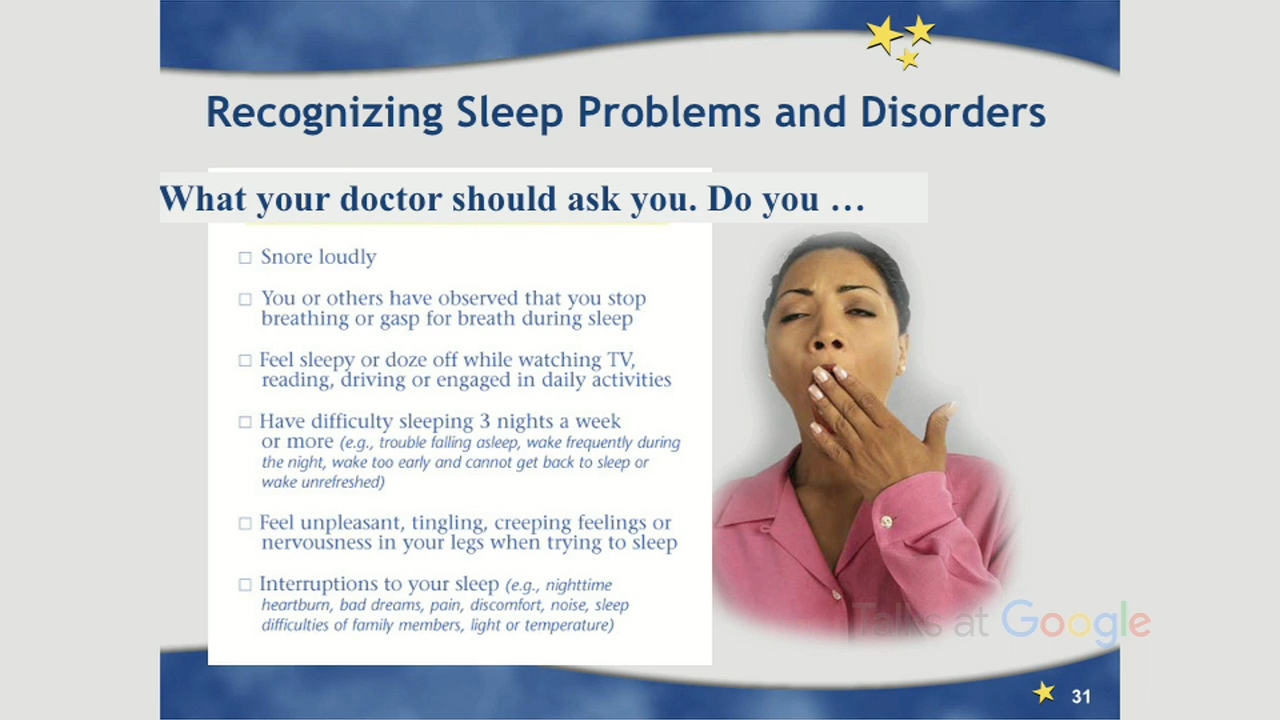 Recognizing Sleep Problems and Disorders
What your doctor should ask you. Do you …
□ Snore loudly
□ You or others have observed that you stop
breathing or gasp for breath during sleep
□ Feel sleepy or doze off while watching TV,
reading, driving or engaged in daily activities
□ Have difficulty sleeping 3 nights a week
or more (e.g., trouble falling asleep, wake frequently during
the night, wake too early and cannot get back to sleep or
wake unrefreshed)
□ Feel unpleasant, tingling, creeping feelings or
nervousness in your legs when trying to sleep
□ Interruptions to your sleep (e.g., nighttime
heartburn, bad dreams, pain, discomfort, noise, sleep
difficulties of family members, light or temperature)
Talks at Google
31